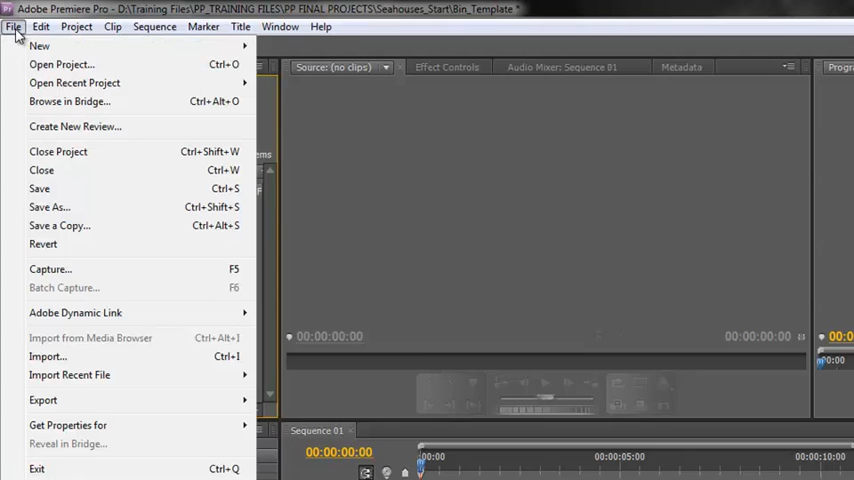 Adobe Premiere Pro - D:\Training Files\PP_TRAINING FILES\PP FINAL PROJECTS\Seahouses_Start\Bin_Template *
File Edit Project Clip Sequence Marker Title Window Help
New
Open Project... Ctrl+O
Open Recent Project
Browse in Bridge... Ctrl+Alt+O
Create New Review...
Close Project Ctrl+Shift+W
Close Ctrl+W
Save Ctrl+S
Save As... Ctrl+Shift+S
Save a Copy... Ctrl+Alt+S
Revert
Capture... F5
Batch Capture... F6
Adobe Dynamic Link
Import from Media Browser Ctrl+Alt+I
Import... Ctrl+I
Import Recent File
Export
Get Properties for
Reveal in Bridge...
Exit Ctrl+Q
Source: (no clips) Effect Controls Audio Mixer: Sequence 01 Metadata
00:00:00:00 00:00:00:00
Sequence 01
00:00:00:00
00:00 00:00:05:00 00:00:10:00